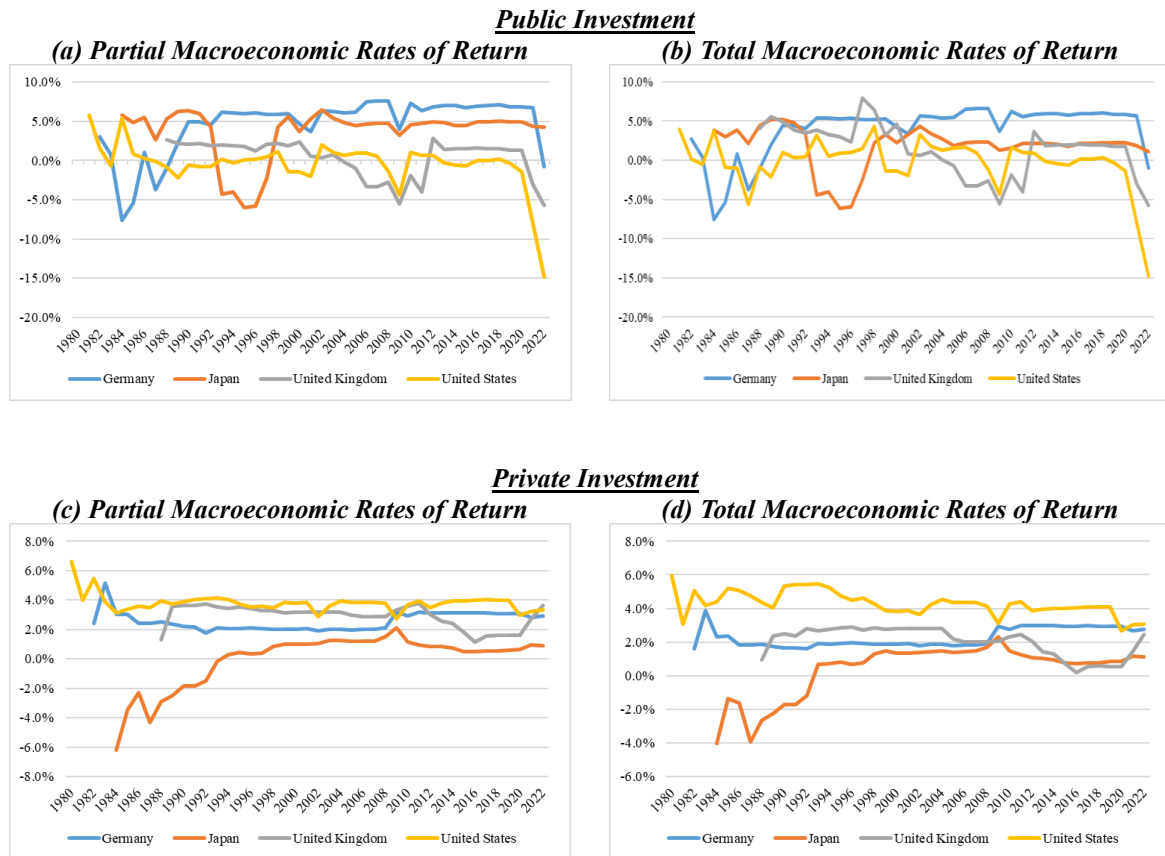 Public Investment
(a) Partial Macroeconomic Rates of Return
10.0%
5.0%
0.0%
-5.0%
-10.0%
-15.0%
-20.0%
1980 1982 1984 1986 1988 1990 1992 1994 1996 1998 2000 2002 2004 2006 2008 2010 2012 2014 2016 2018 2020 2022
Germany Japan United Kingdom United States
(b) Total Macroeconomic Rates of Return
10.0%
5.0%
0.0%
-5.0%
-10.0%
-15.0%
-20.0%
1980 1982 1984 1986 1988 1990 1992 1994 1996 1998 2000 2002 2004 2006 2008 2010 2012 2014 2016 2018 2020 2022
Germany Japan United Kingdom United States
Private Investment
(c) Partial Macroeconomic Rates of Return
8.0%
6.0%
4.0%
2.0%
0.0%
-2.0%
-4.0%
-6.0%
-8.0%
1980 1982 1984 1986 1988 1990 1992 1994 1996 1998 2000 2002 2004 2006 2008 2010 2012 2014 2016 2018 2020 2022
Germany Japan United Kingdom United States
(d) Total Macroeconomic Rates of Return
8.0%
6.0%
4.0%
2.0%
0.0%
-2.0%
-4.0%
-6.0%
1980 1982 1984 1986 1988 1990 1992 1994 1996 1998 2000 2002 2004 2006 2008 2010 2012 2014 2016 2018 2020 2022
Germany Japan United Kingdom United States